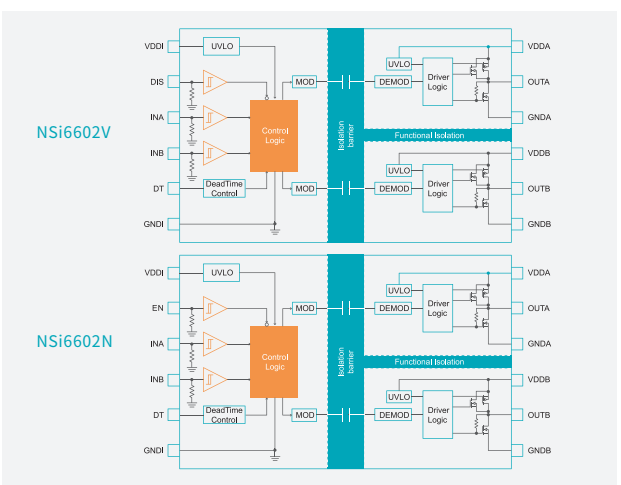 NSi6602V
VDDI
DIS
INA
INB
DT
GNDI
UVLO
DeadTime
Control
Control
Logic
MOD
MOD
Isolation
barrier
Functional Isolation
UVLO
DEMOD
Driver
Logic
UVLO
DEMOD
Driver
Logic
VDDA
OUTA
GNDA
VDDB
OUTB
GNDB
NSi6602N
VDDI
EN
INA
INB
DT
GNDI
UVLO
DeadTime
Control
Control
Logic
MOD
MOD
Isolation
barrier
Functional Isolation
UVLO
DEMOD
Driver
Logic
UVLO
DEMOD
Driver
Logic
VDDA
OUTA
GNDA
VDDB
OUTB
GNDB